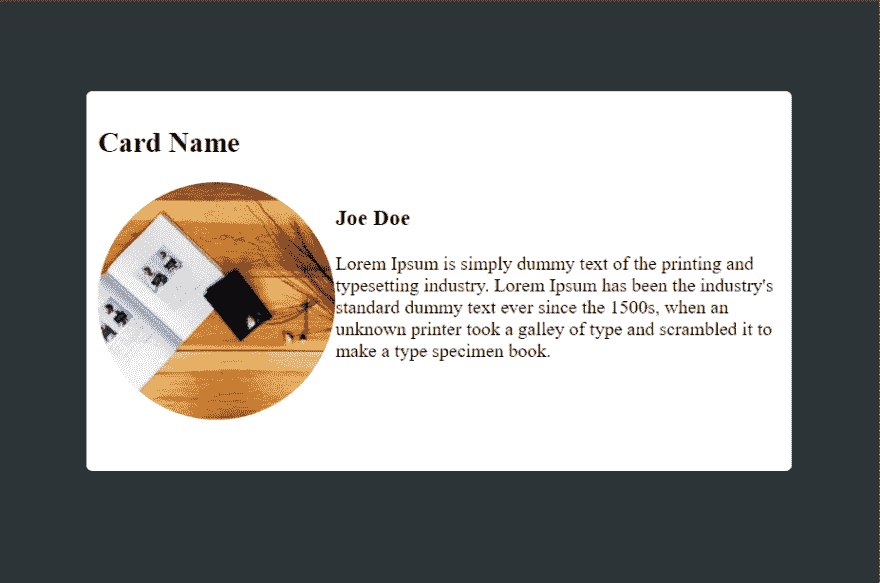 Card Name
Joe Doe
Lorem Ipsum is simply dummy text of the printing and
typesetting industry. Lorem Ipsum has been the industry's
standard dummy text ever since the 1500s, when an
unknown printer took a galley of type and scrambled it to
make a type specimen book.